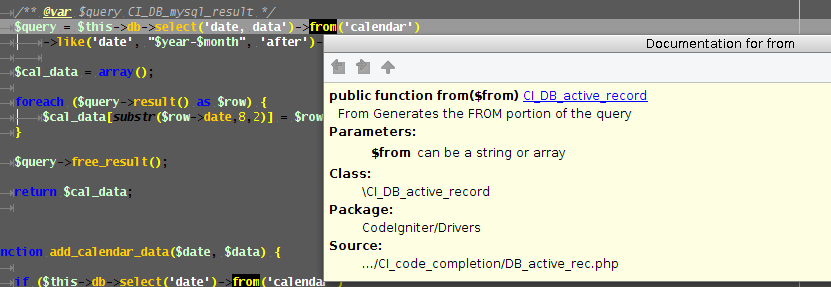 /** @var $query CI_DB_mysql_result */
$query = $this->db->select('date, data')->from('calendar')
->like('date', "$year-$month", 'after')-
Documentation for from
$cal_data = array();
public function from($from) CI_DB_active_record
foreach ($query->result() as $row) {
From Generates the FROM portion of the query
$cal_data[substr($row->date,8,2)] = $row
Parameters:
}
$from can be a string or array
$query->free_result();
Class:
return $cal_data;
\CI_DB_active_record
Package:
CodeIgniter/Drivers
Source:
nction add_calendar_data($date, $data) {
.../CI_code_completion/DB_active_rec.php
if ($this->db->select('date')->from('calendar')